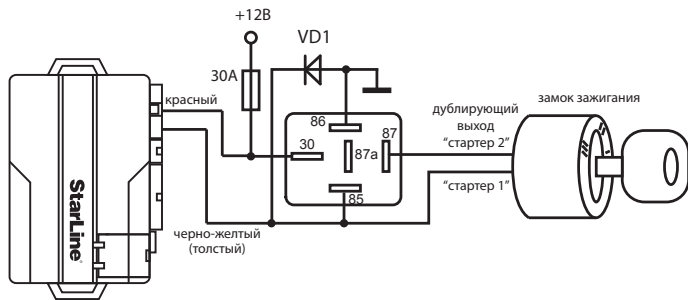 +12В
VD1
30А
красный
86
87
30
87а
85
дублирующий
выход
“стартер 2”
“стартер 1”
замок зажигания
StarLine
черно-желтый
(толстый)